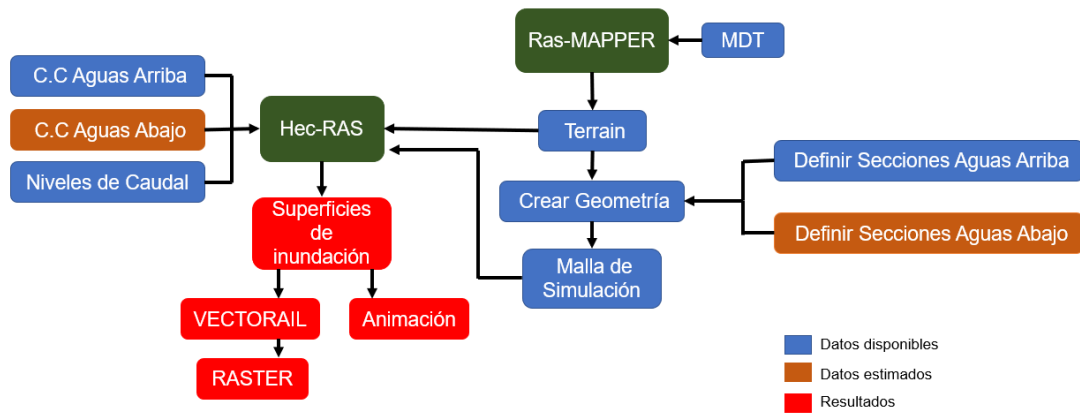 Ras-MAPPER
MDT
C.C Aguas Arriba
C.C Aguas Abajo
Niveles de Caudal
Hec-RAS
Terrain
Crear Geometría
Definir Secciones Aguas Arriba
Definir Secciones Aguas Abajo
Superficies
de
inundación
Malla de
Simulación
VECTORAIL
Animación
RASTER
Datos disponibles
Datos estimados
Resultados